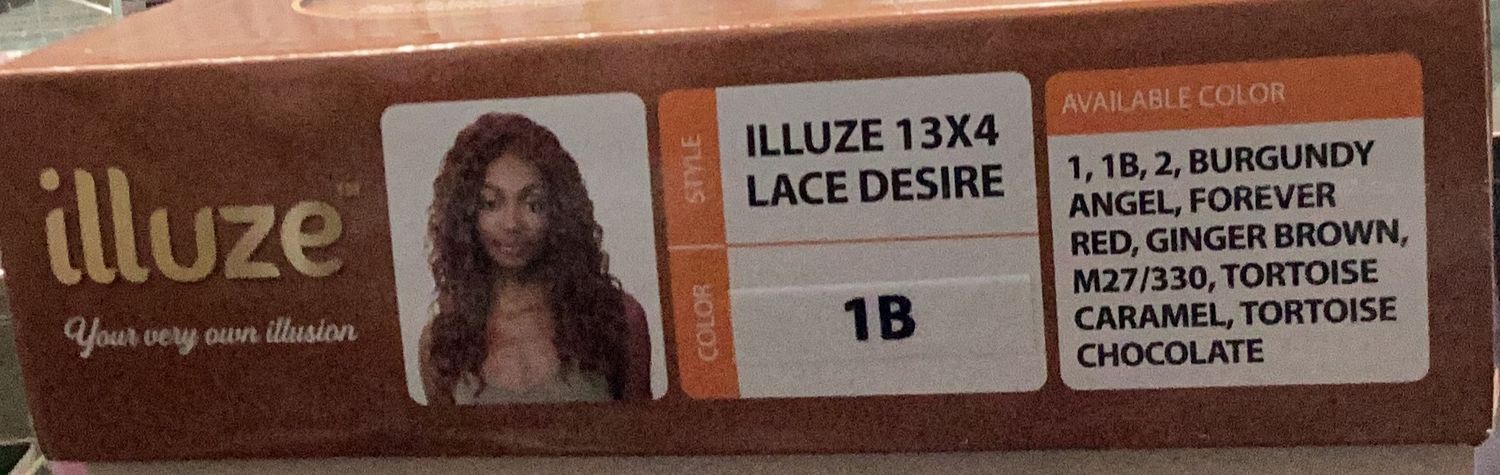 illuze™
Your very own illusion
STYLE
ILLUZE 13X4
LACE DESIRE
COLOR
1B
AVAILABLE COLOR
1, 1B, 2, BURGUNDY
ANGEL, FOREVER
RED, GINGER BROWN,
M27/330, TORTOISE
CARAMEL, TORTOISE
CHOCOLATE